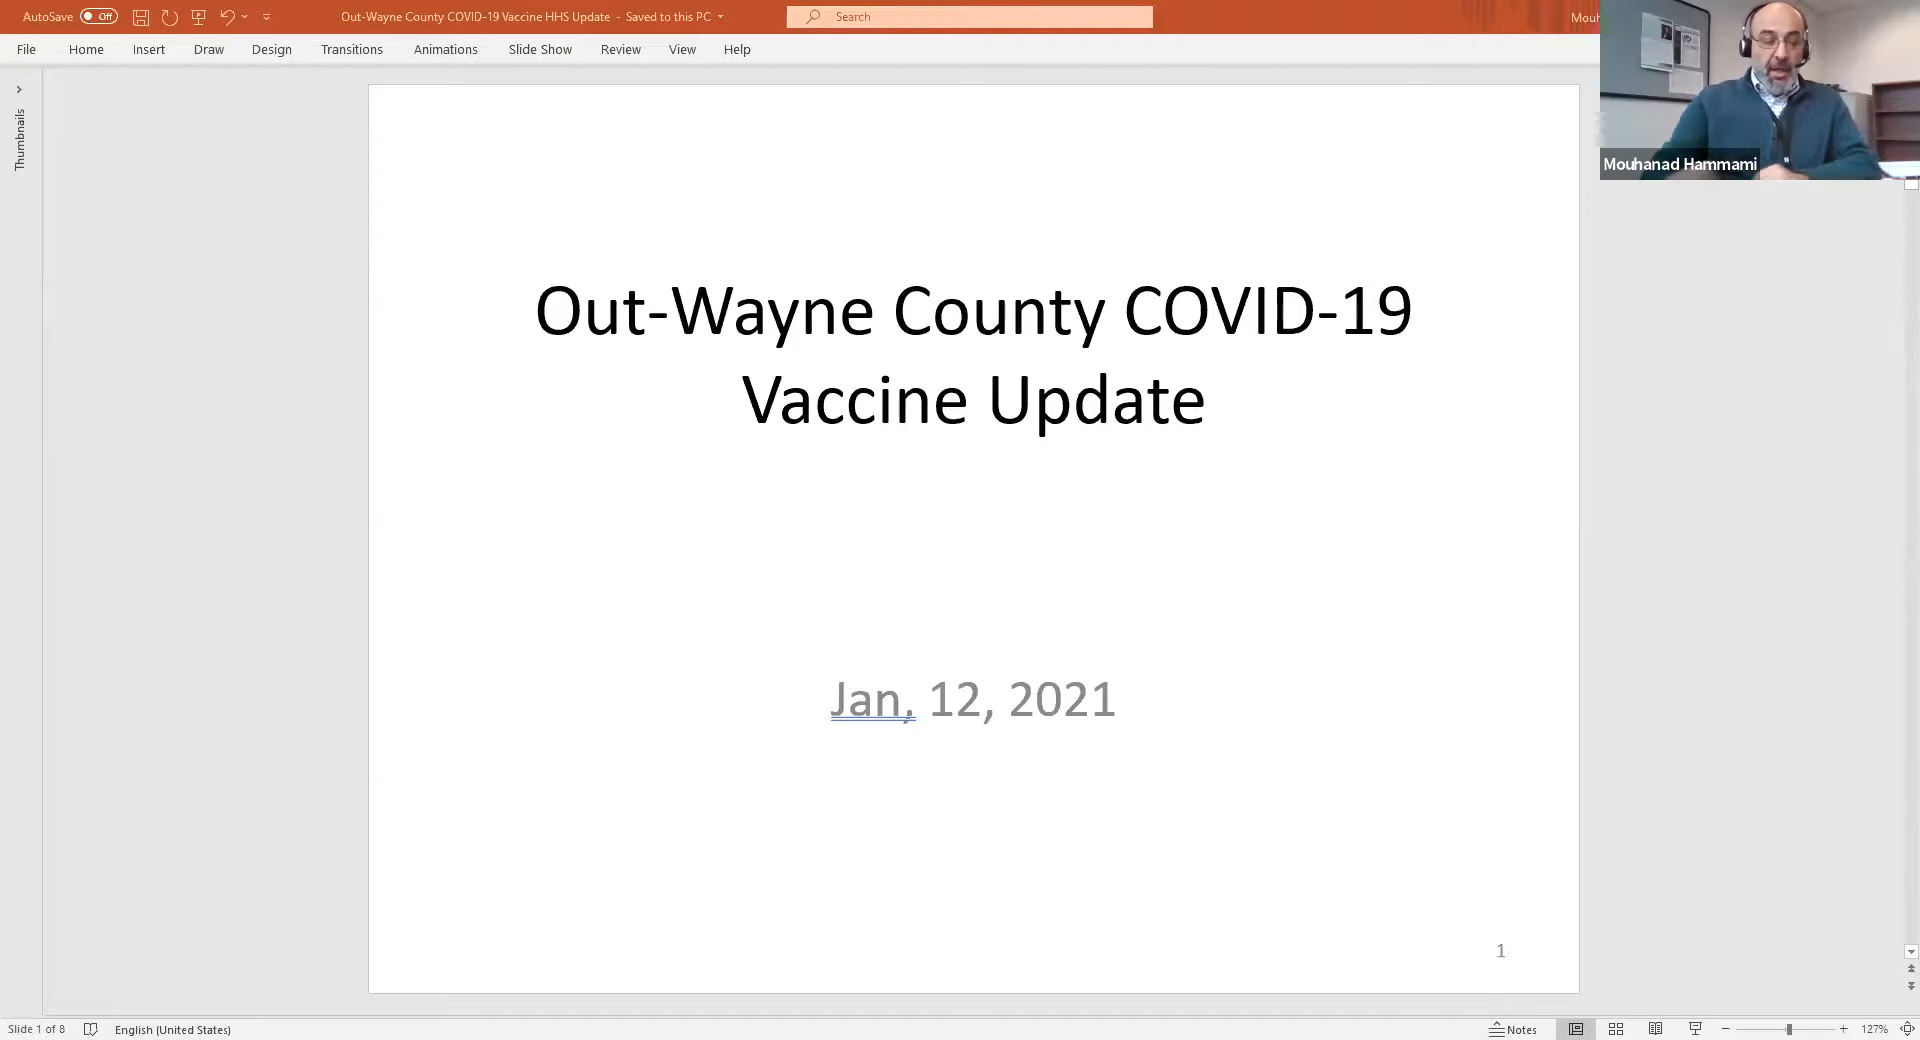 AutoSave Off
Out-Wayne County COVID-19 Vaccine HHS Update - Saved to this PC
Search
File Home Insert Draw Design Transitions Animations Slide Show Review View Help
Mouhanad Hammami
Thumbnails
Out-Wayne County COVID-19
Vaccine Update
Jan, 12, 2021
1
Slide 1 of 8
English (United States)
Notes
127%